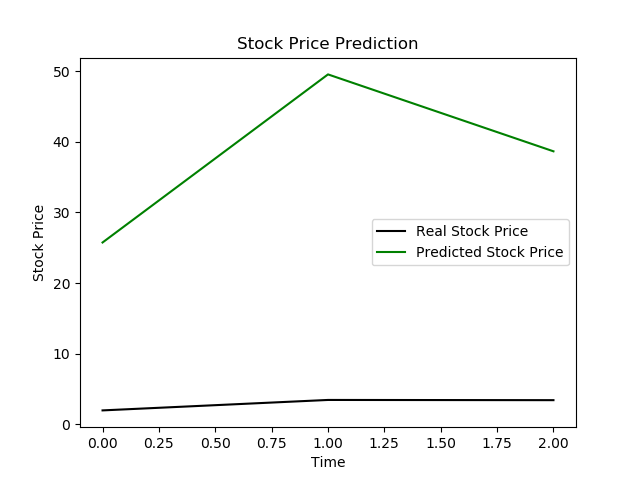 Stock Price Prediction
50
40
30
20
10
0
Stock Price
Real Stock Price
Predicted Stock Price
0.00 0.25 0.50 0.75 1.00 1.25 1.50 1.75 2.00
Time